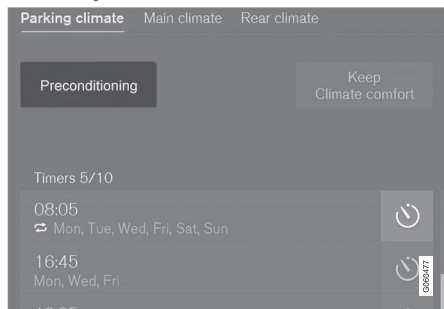 Parking climate Main climate Rear climate
Preconditioning
Keep
Climate comfort
Timers 5/10
08:05
Mon, Tue, Wed, Fri, Sat, Sun
16:45
Mon, Wed, Fri
G060477